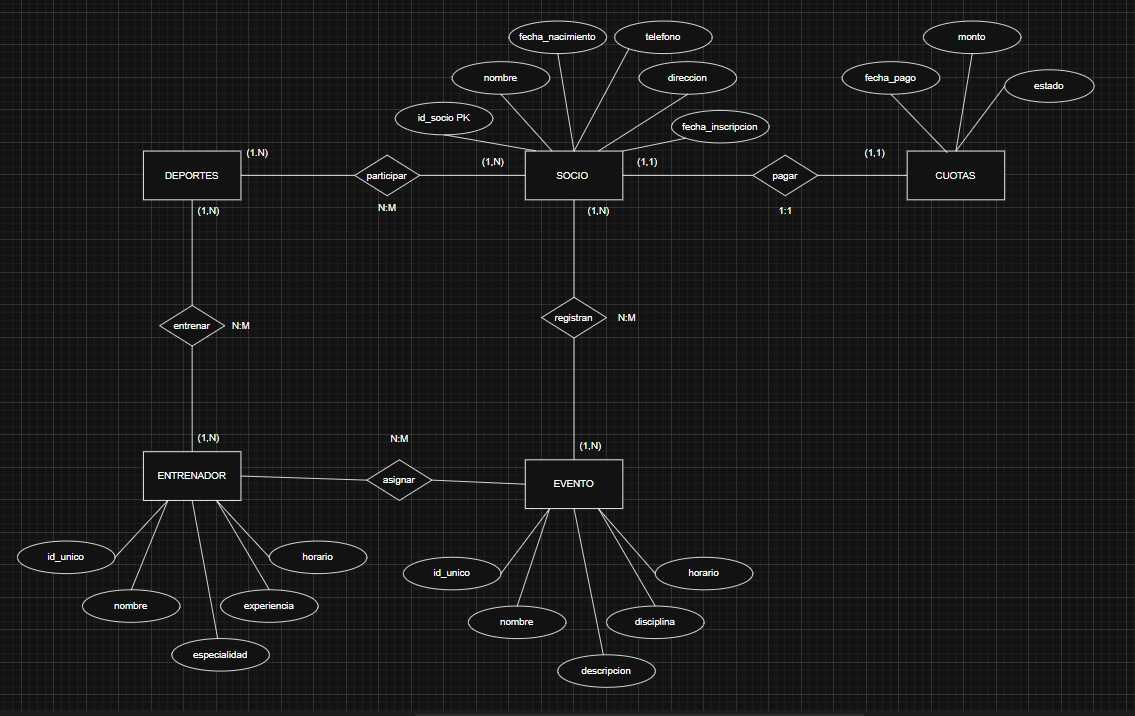 fecha_nacimiento
telefono
monto
nombre
direccion
fecha_pago
estado
id_socio PK
fecha_inscripcion
(1.N)
(1,N)
(1,1)
(1,1)
DEPORTES
participar
SOCIO
pagar
CUOTAS
N:M
1:1
(1,N)
(1,N)
entrenar
N:M
registran
N:M
(1,N)
N:M
(1,N)
ENTRENADOR
asignar
EVENTO
id_unico
horario
id_unico
horario
nombre
experiencia
nombre
disciplina
especialidad
descripcion